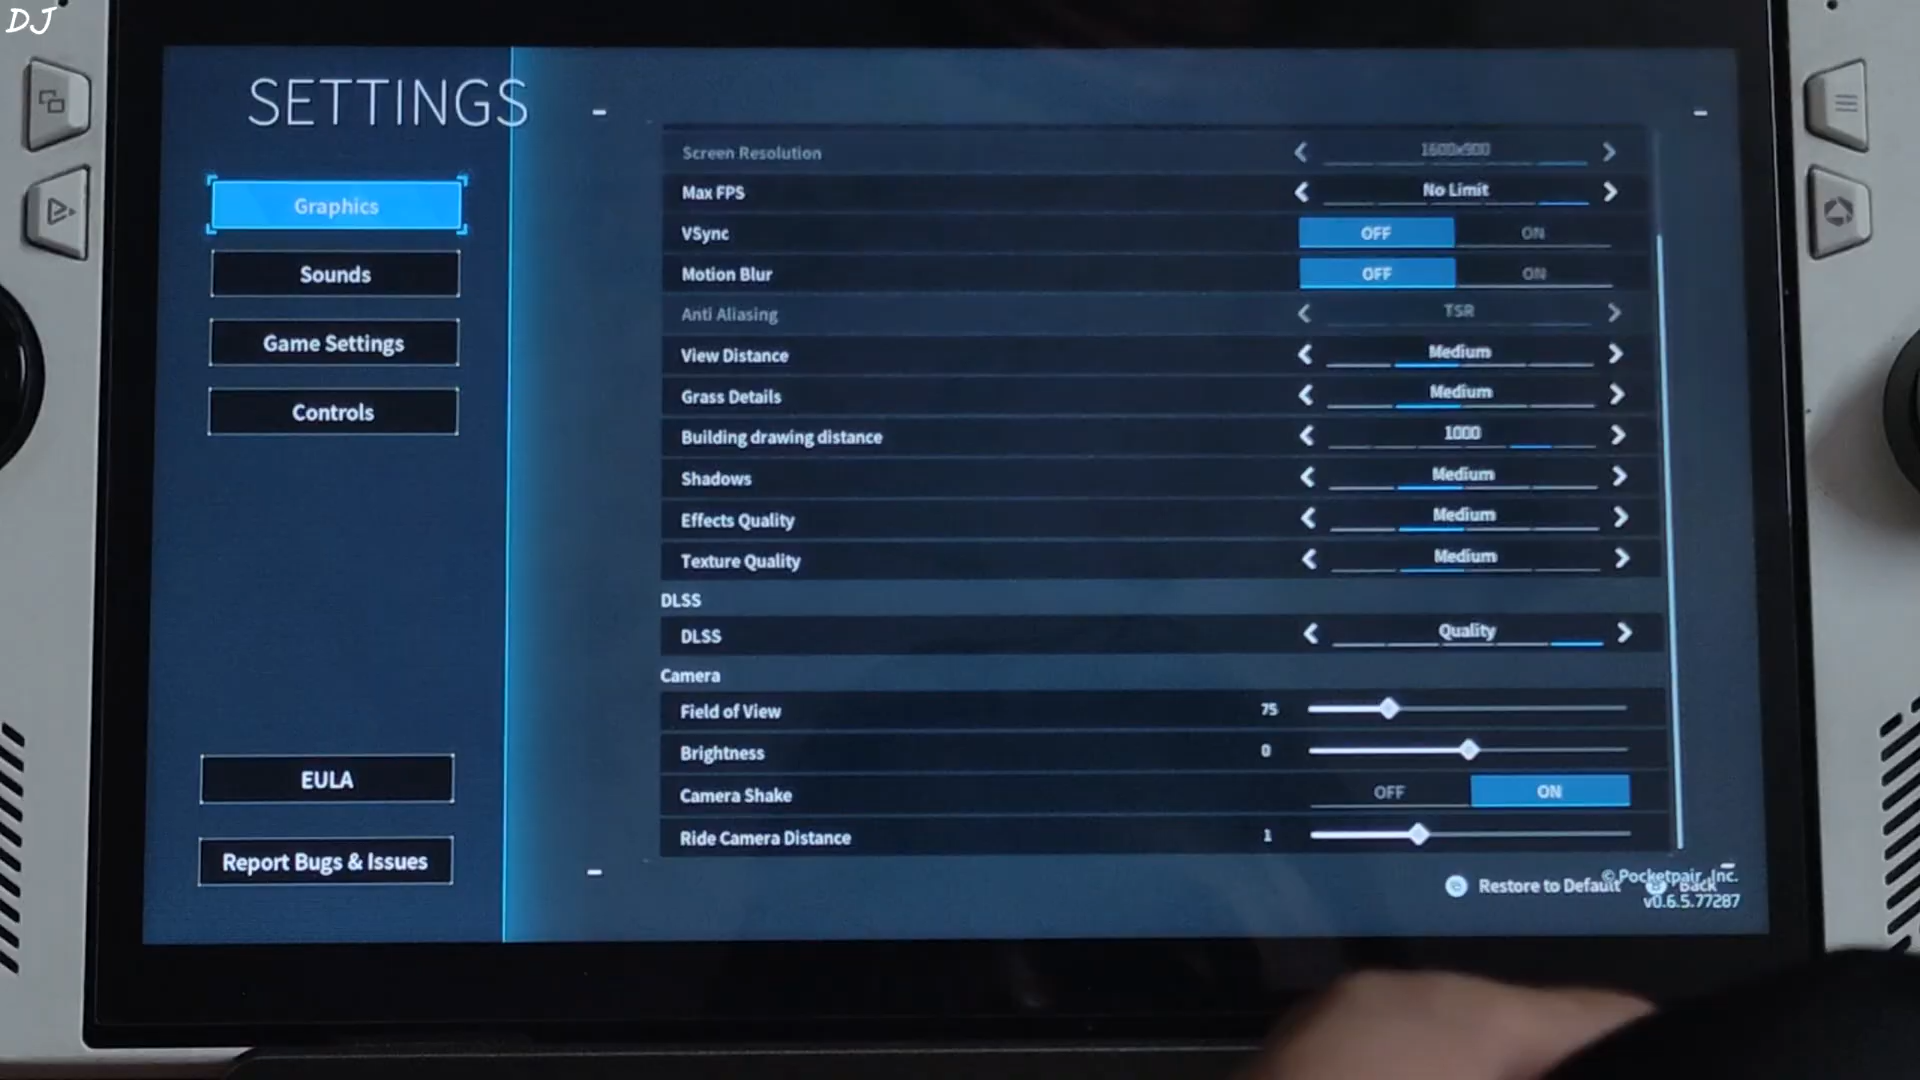 DJ
SETTINGS
Graphics
Sounds
Game Settings
Controls
EULA
Report Bugs & Issues
Screen Resolution 1600x900
Max FPS No Limit
VSync OFF ON
Motion Blur OFF ON
Anti Aliasing TSR
View Distance Medium
Grass Details Medium
Building drawing distance 1000
Shadows Medium
Effects Quality Medium
Texture Quality Medium
DLSS
DLSS Quality
Camera
Field of View 75
Brightness 0
Camera Shake OFF ON
Ride Camera Distance 1
Restore to Default Back
© Pocketpair, Inc.
v0.6.5.77287